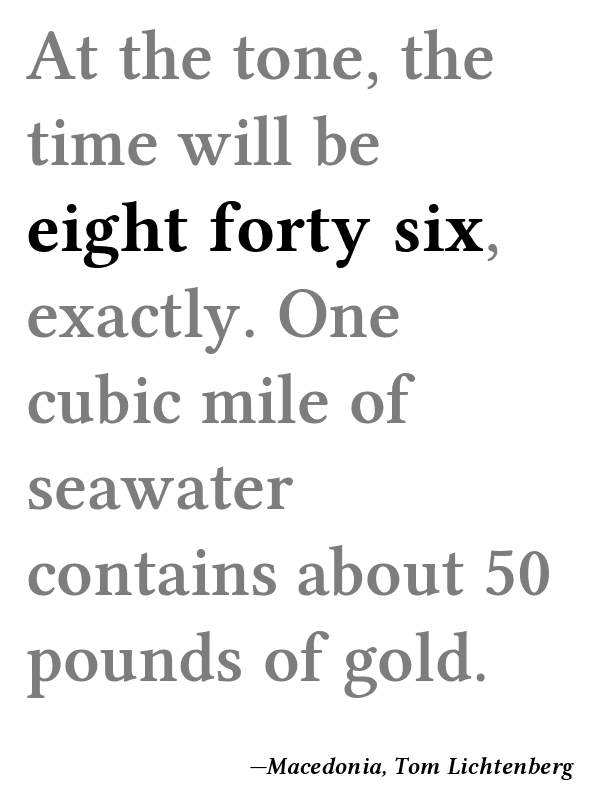 At the tone, the
time will be
eight forty six,
exactly. One
cubic mile of
seawater
contains about 50
pounds of gold.
—Macedonia, Tom Lichtenberg